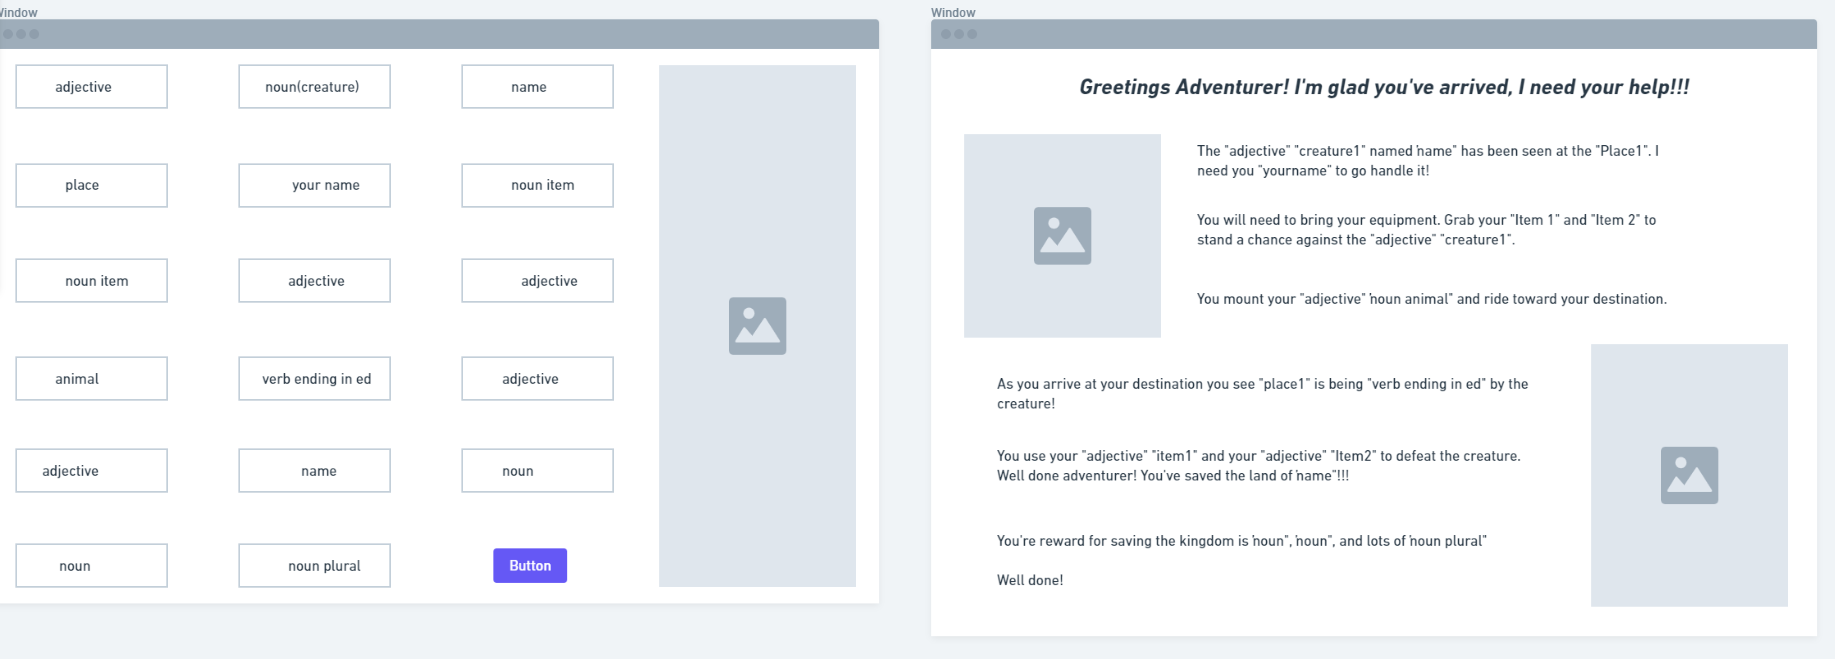 Window
adjective
noun(creature)
name
place
your name
noun item
noun item
adjective
adjective
animal
verb ending in ed
adjective
adjective
name
noun
noun
noun plural
Button
Window
Greetings Adventurer! I'm glad you've arrived, I need your help!!!
The "adjective" "creature1" named 'name" has been seen at the "Place1". I
need you "yourname" to go handle it!
You will need to bring your equipment. Grab your "Item 1" and "Item 2" to
stand a chance against the "adjective" "creature1".
You mount your "adjective" 'noun animal" and ride toward your destination.
As you arrive at your destination you see "place1" is being "verb ending in ed" by the
creature!
You use your "adjective" "item1" and your "adjective" "Item2" to defeat the creature.
Well done adventurer! You've saved the land of 'name"!!!
You're reward for saving the kingdom is 'noun", 'noun", and lots of 'noun plural"
Well done!